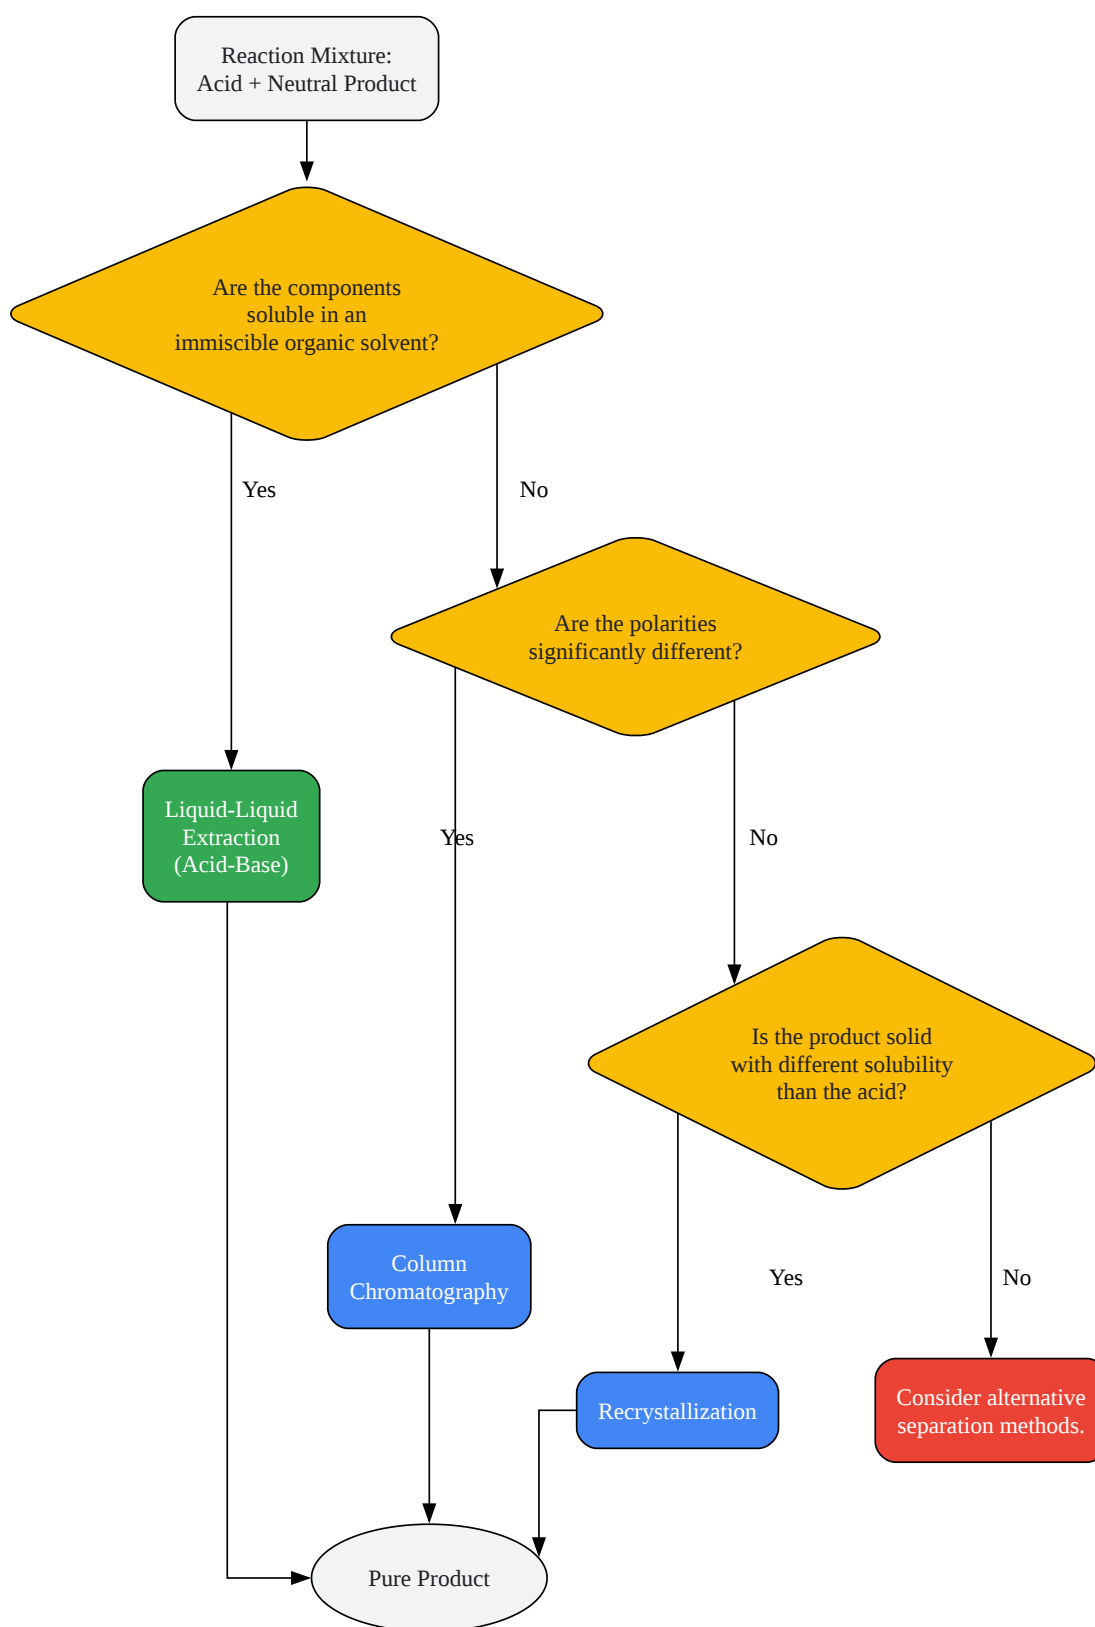 Reaction Mixture:
Acid + Neutral Product
Are the components
soluble in an
immiscible organic solvent?
Yes
No
Are the polarities
significantly different?
Liquid-Liquid
Extraction
(Acid-Base)
Yes
No
Is the product solid
with different solubility
than the acid?
Column
Chromatography
Yes
No
Recrystallization
Consider alternative
separation methods.
Pure Product